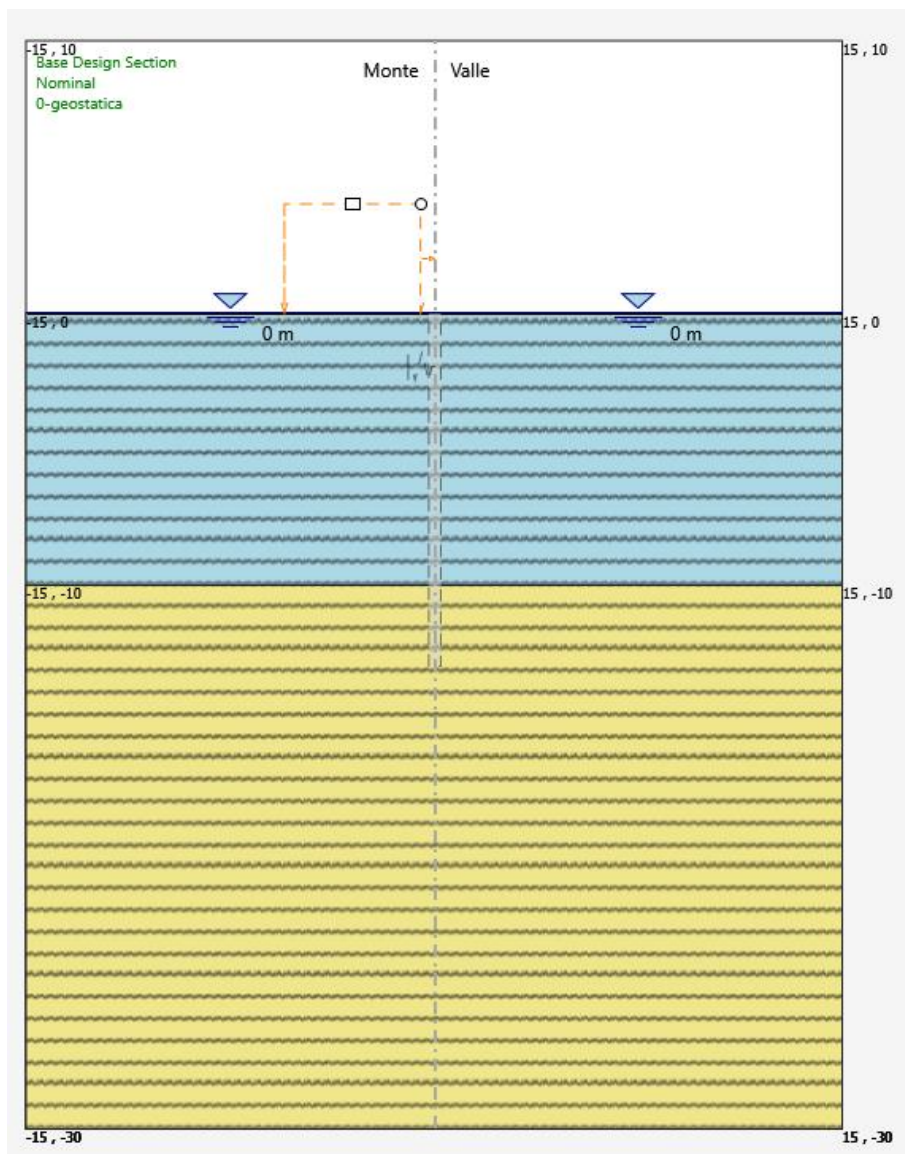 -15 , 10
15 , 10
Base Design Section
Nominal
0-geostatica
Monte
Valle
-15 , 0
15 , 0
0 m
0 m
-15 , -10
15 , -10
-15 , -30
15 , -30